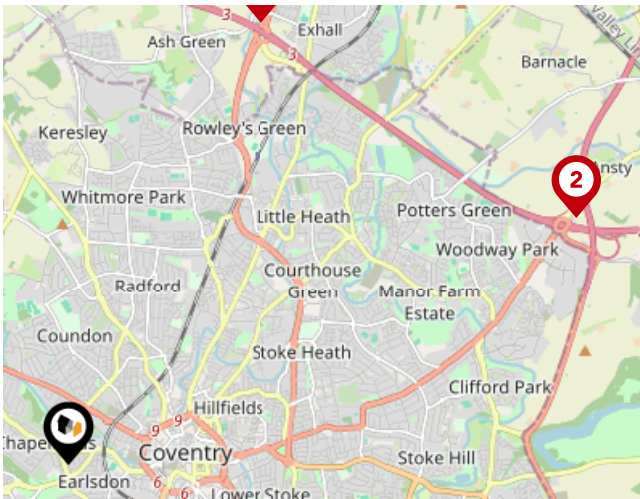 Exhall
3
Ash Green
3
Valley L
Barnacle
Keresley
Rowley's Green
Ansty
2
Whitmore Park
Little Heath
Potters Green
Woodway Park
Courthouse
Green
Radford
Manor Farm
Estate
Coundon
Stoke Heath
Clifford Park
Hillfields
9
9
Coventry
Stoke Hill
Earlsdon
6
6
Lower Stoke